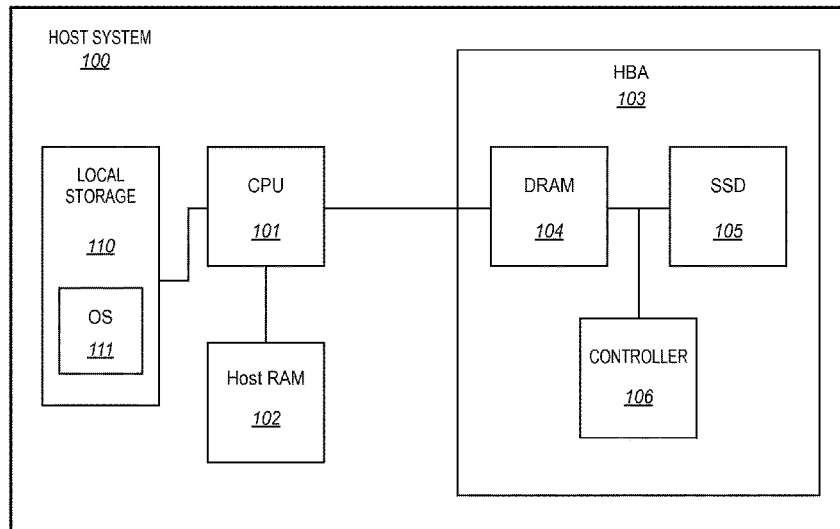 HOST SYSTEM
100
HBA
103
LOCAL
STORAGE
110
OS
111
CPU
101
Host RAM
102
DRAM
104
SSD
105
CONTROLLER
106